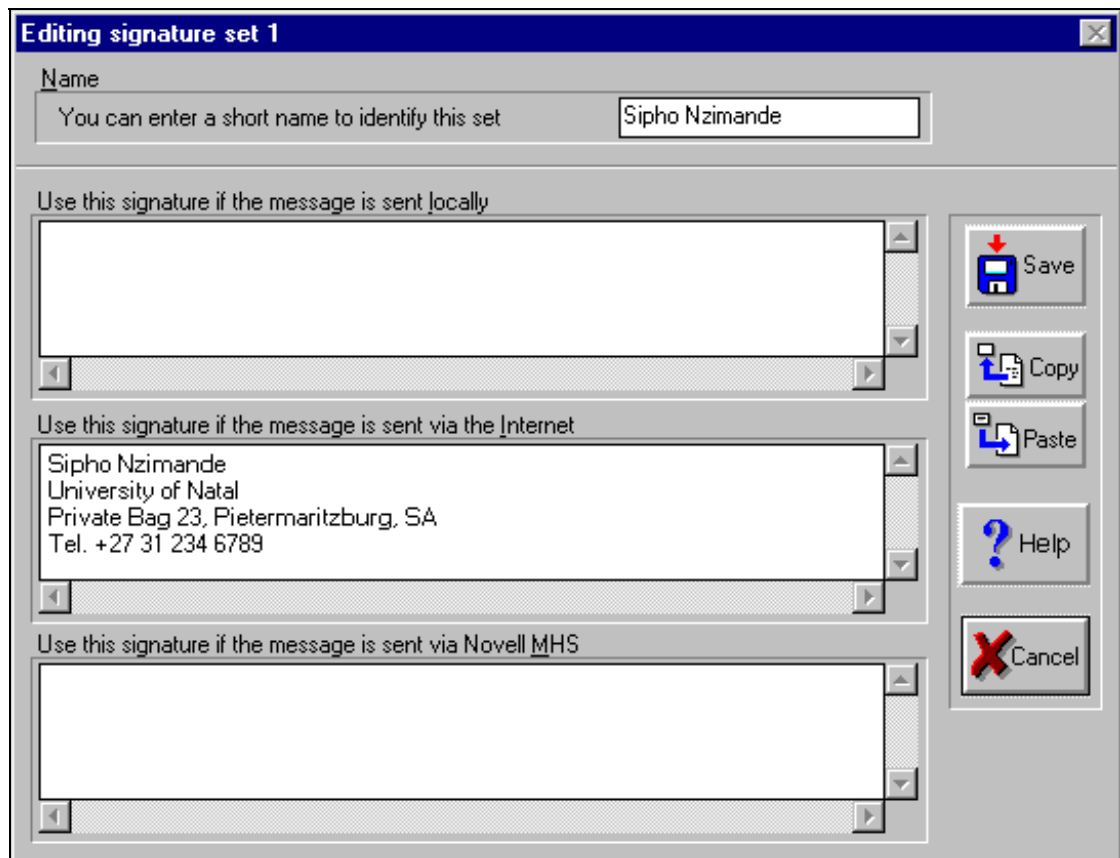 Editing signature set 1
Name
You can enter a short name to identify this set
Sipho Nzimande
Use this signature if the message is sent locally
Save
Copy
Use this signature if the message is sent via the Internet
Paste
Sipho Nzimande
University of Natal
Private Bag 23, Pietermaritzburg, SA
Tel. +27 31 234 6789
Help
Use this signature if the message is sent via Novell MHS
Cancel